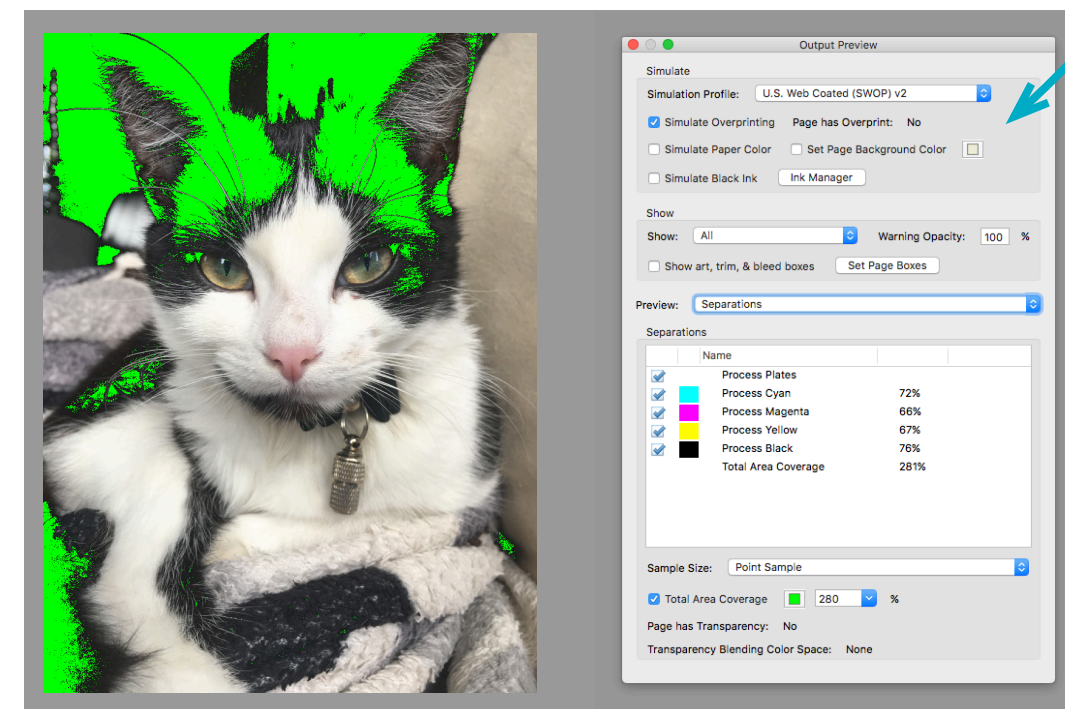 Output Preview
Simulate
Simulation Profile: U.S. Web Coated (SWOP) v2
Simulate Overprinting Page has Overprint: No
Simulate Paper Color Set Page Background Color
Simulate Black Ink Ink Manager
Show
Show: All Warning Opacity: 100 %
Show art, trim, & bleed boxes Set Page Boxes
Preview: Separations
Separations
Name
Process Plates
Process Cyan 72%
Process Magenta 66%
Process Yellow 67%
Process Black 76%
Total Area Coverage 281%
Sample Size: Point Sample
Total Area Coverage 280 %
Page has Transparency: No
Transparency Blending Color Space: None